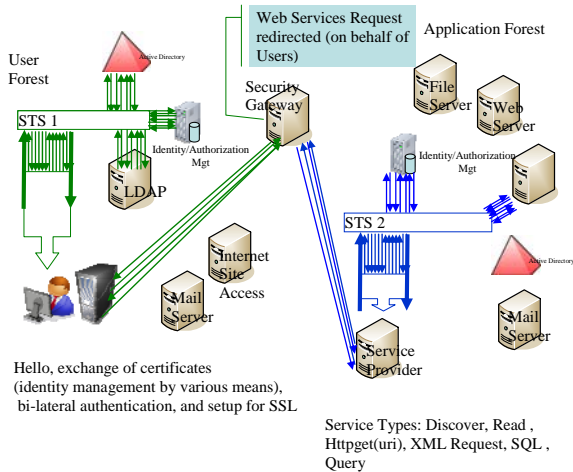 Web Services Request
redirected (on behalf of
Users)
User
Forest
Active Directory
Application Forest
Security
Gateway
File
Server
Web
Server
STS 1
Identity/Authorization
Mgt
Identity/Authorization
Mgt
LDAP
STS 2
Active Directory
Internet
Site
Access
Mail
Server
Mail
Server
Service
Provider
Hello, exchange of certificates
(identity management by various means),
bi-lateral authentication, and setup for SSL
Service Types: Discover, Read ,
Httpget(uri), XML Request, SQL ,
Query